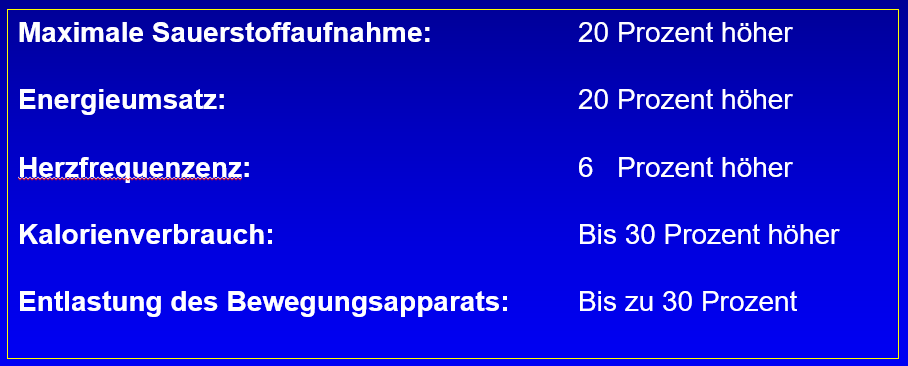 Maximale Sauerstoffaufnahme: 20 Prozent höher
Energieumsatz: 20 Prozent höher
Herzfrequenzenz: 6 Prozent höher
Kalorienverbrauch: Bis 30 Prozent höher
Entlastung des Bewegungsapparats: Bis zu 30 Prozent